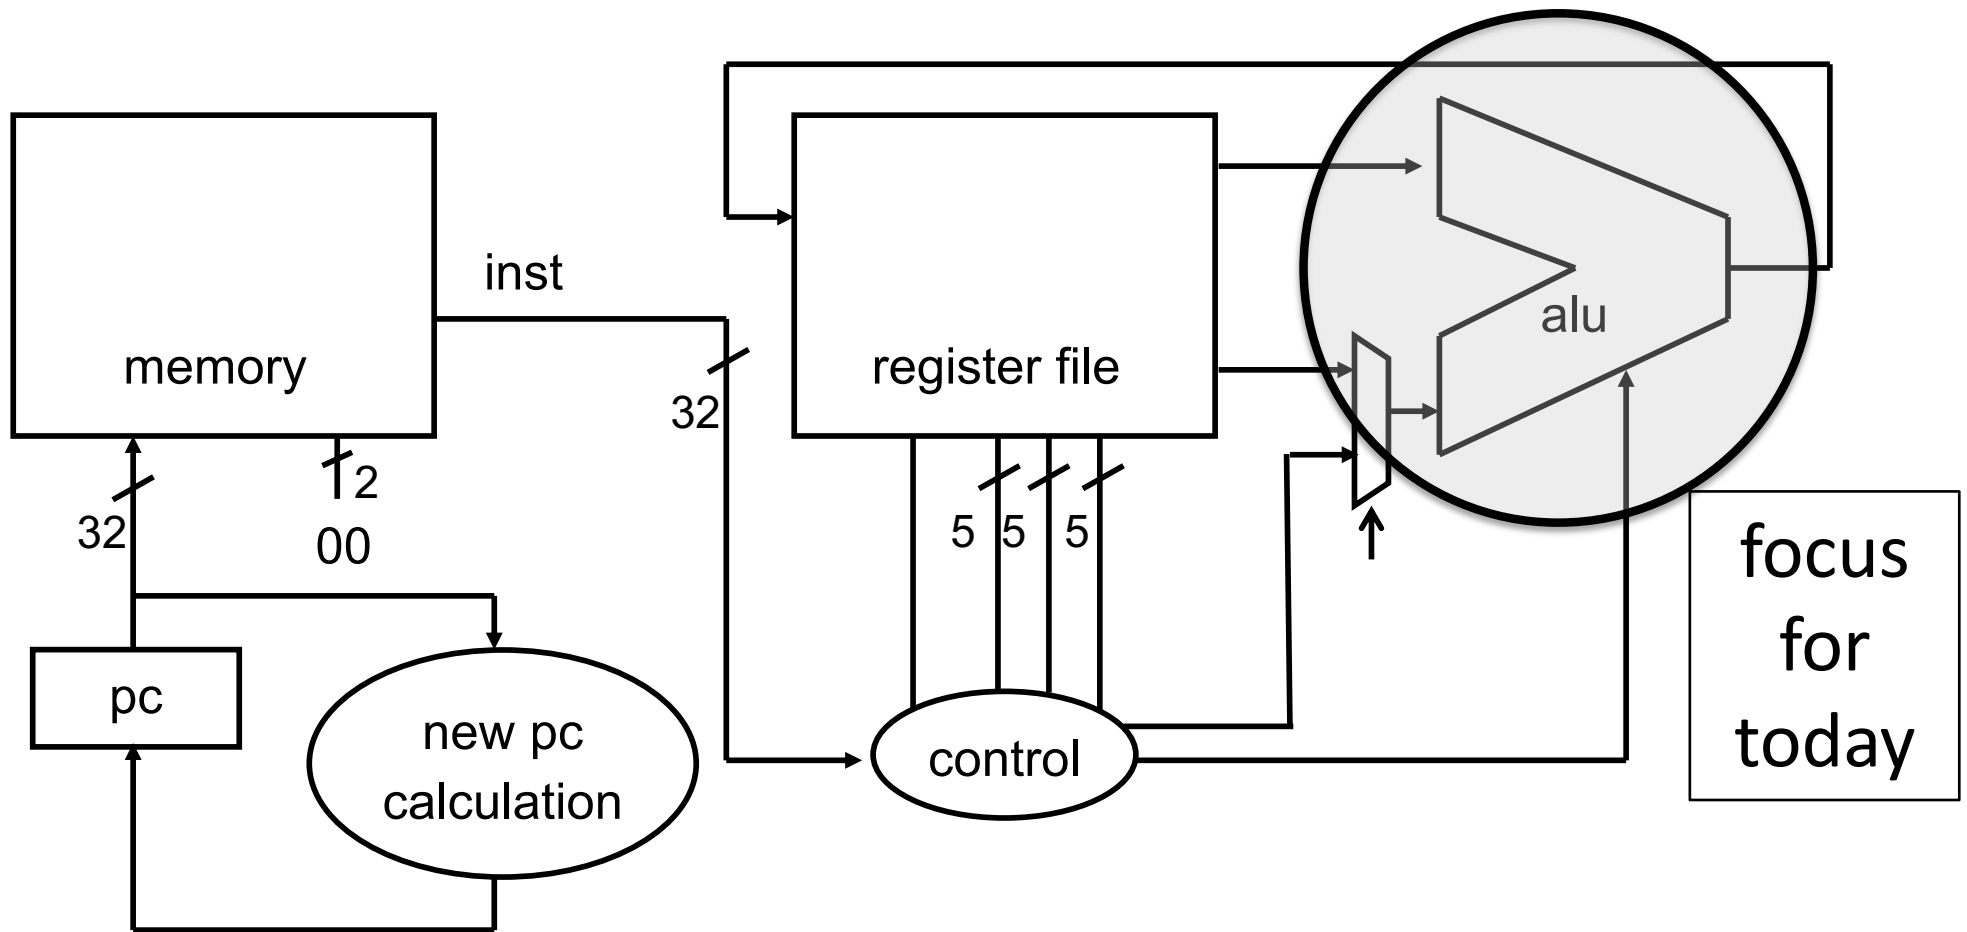 inst
alu
memory
register file
32
2
32
00
5
5
5
focus
for
today
pc
new pc
calculation
control